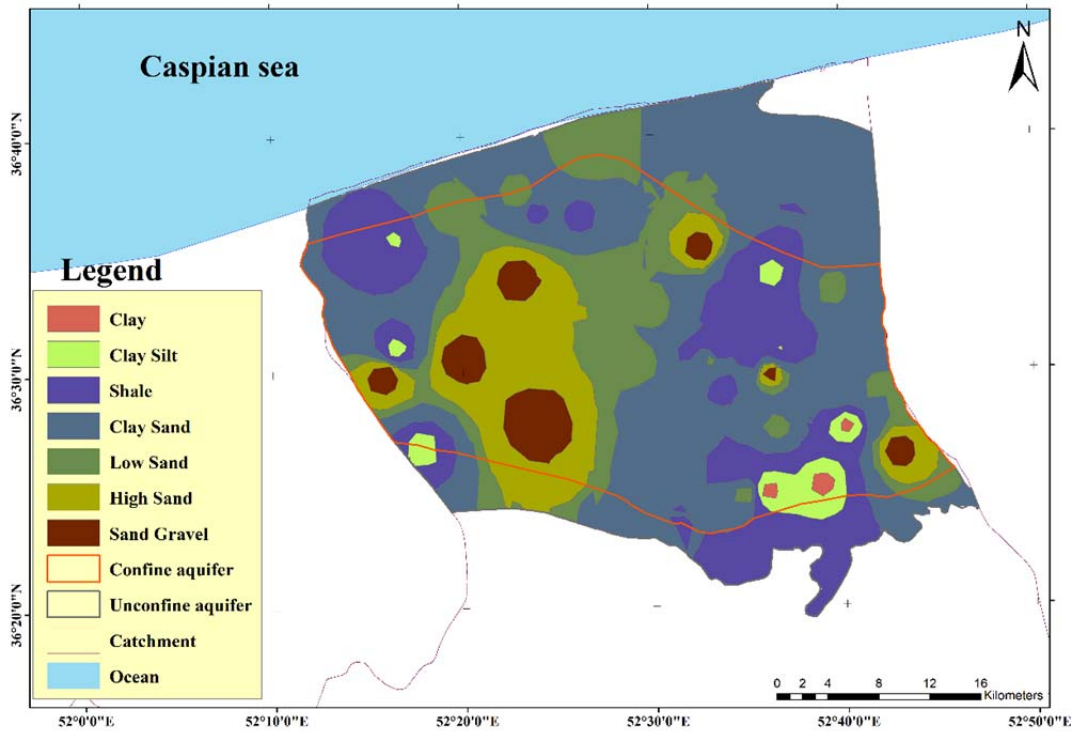 Caspian sea
N
Legend
Clay
Clay Silt
Shale
Clay Sand
Low Sand
High Sand
Sand Gravel
Confine aquifer
Unconfine aquifer
Catchment
Ocean
36°40'0"N
36°30'0"N
36°20'0"N
0 2 4 8 12 16
Kilometers
52°0'0"E 52°10'0"E 52°20'0"E 52°30'0"E 52°40'0"E 52°50'0"E